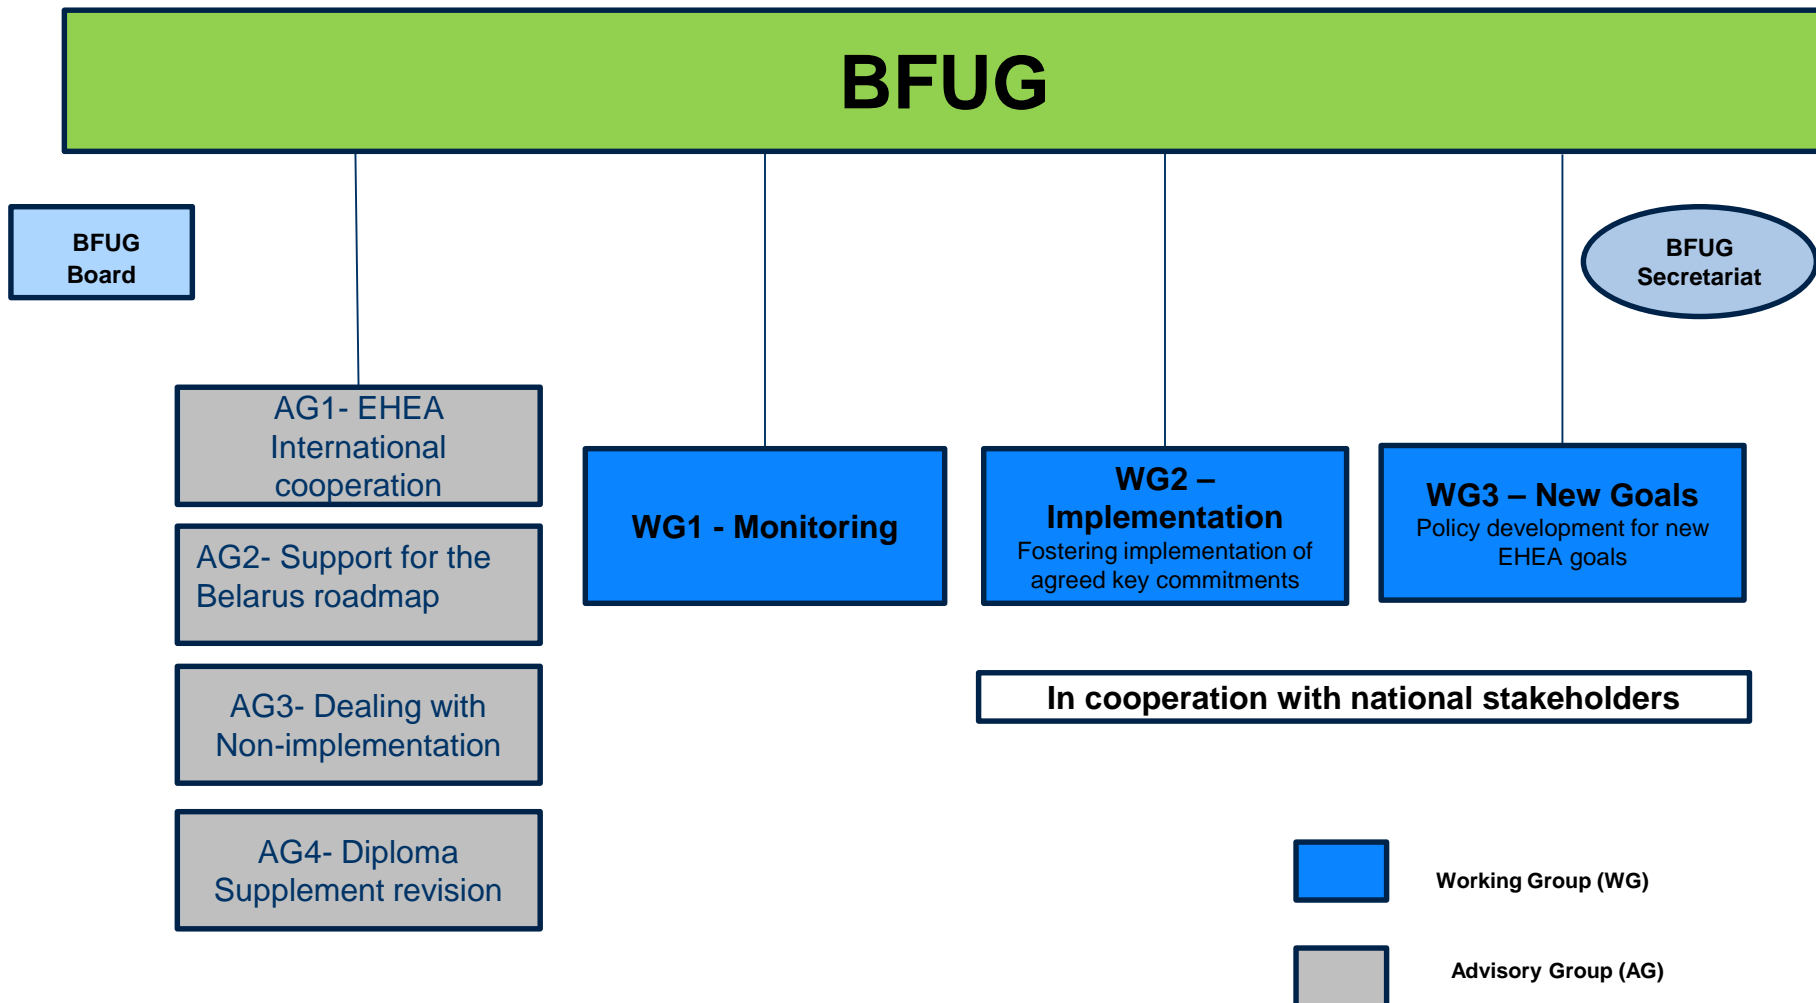 BFUG
BFUG
Board
BFUG
Secretariat
AG1- EHEA
International
cooperation
AG2- Support for the
Belarus roadmap
AG3- Dealing with
Non-implementation
AG4- Diploma
Supplement revision
WG1 - Monitoring
WG2 –
Implementation
Fostering implementation of
agreed key commitments
WG3 – New Goals
Policy development for new
EHEA goals
In cooperation with national stakeholders
Working Group (WG)
Advisory Group (AG)